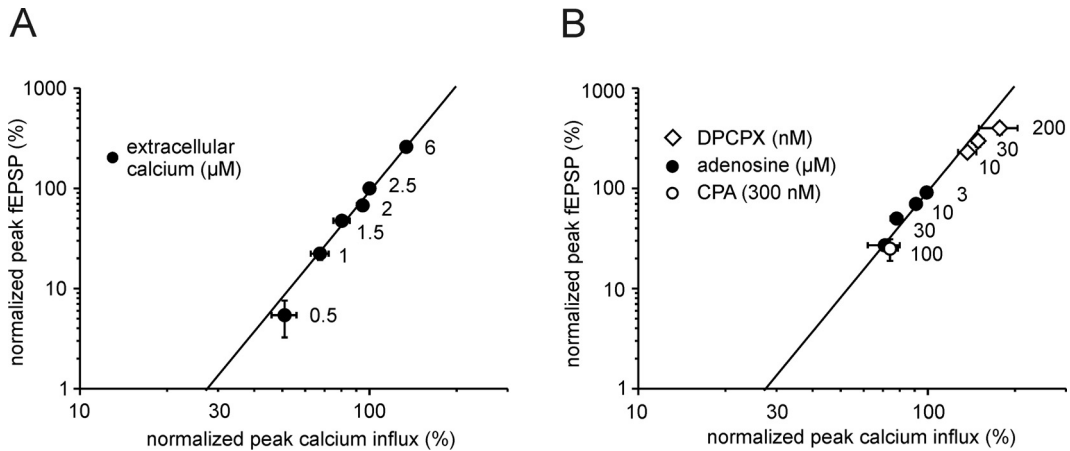 A
normalized peak fEPSP (%)
1000
100
10
1
extracellular
calcium (µM)
6
2.5
2
1.5
1
0.5
10
30
100
normalized peak calcium influx (%)
B
normalized peak fEPSP (%)
1000
100
10
1
DPCPX (nM)
adenosine (µM)
CPA (300 nM)
200
30
10
3
10
30
100
10
30
100
normalized peak calcium influx (%)